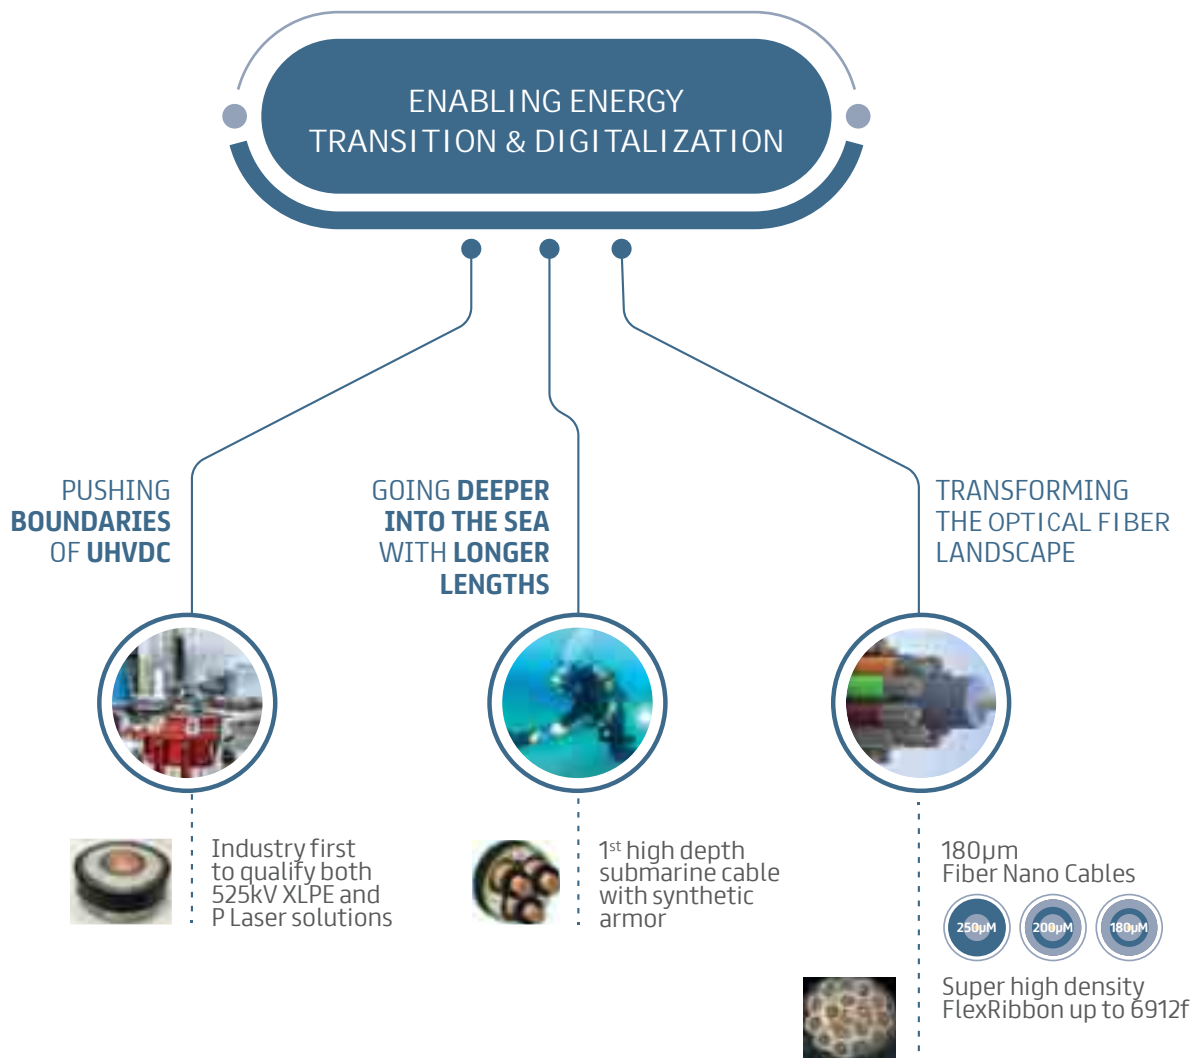 ENABLING ENERGY
TRANSITION & DIGITALIZATION
PUSHING
BOUNDARIES
OF UHVDC
GOING DEEPER
INTO THE SEA
WITH LONGER
LENGTHS
TRANSFORMING
THE OPTICAL FIBER
LANDSCAPE
Industry first
to qualify both
525kV XLPE and
P Laser solutions
1st high depth
submarine cable
with synthetic
armor
180µm
Fiber Nano Cables
250µM
200µM
180µM
Super high density
FlexRibbon up to 6912f